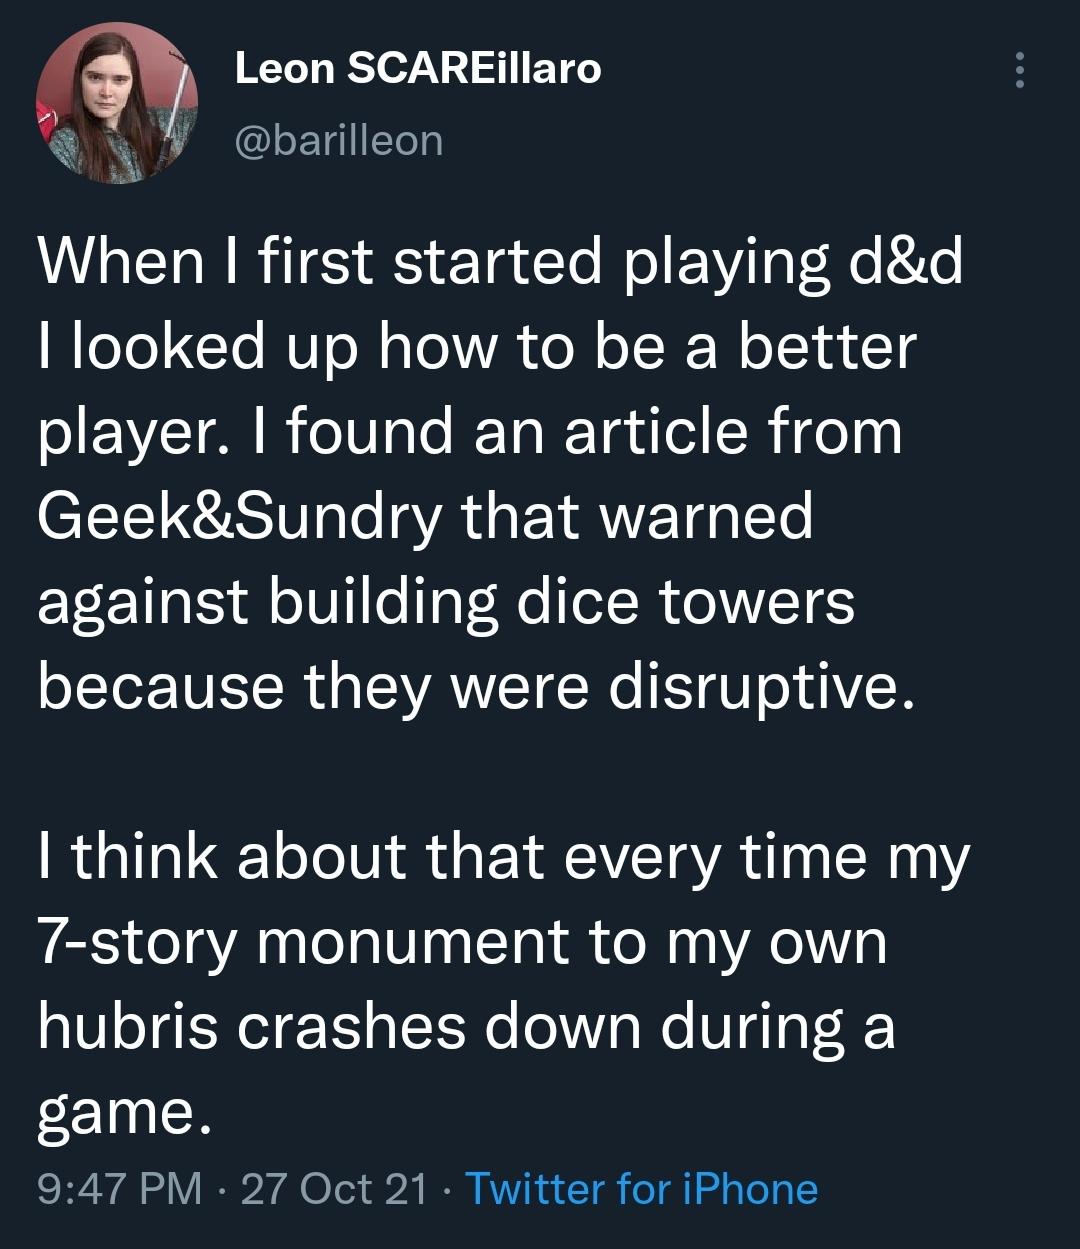 Leon SCAREillaro
@barilleon
When I first started playing d&d
I looked up how to be a better
player. I found an article from
Geek&Sundry that warned
against building dice towers
because they were disruptive.
I think about that every time my
7-story monument to my own
hubris crashes down during a
game.
9:47 PM · 27 Oct 21 · Twitter for iPhone